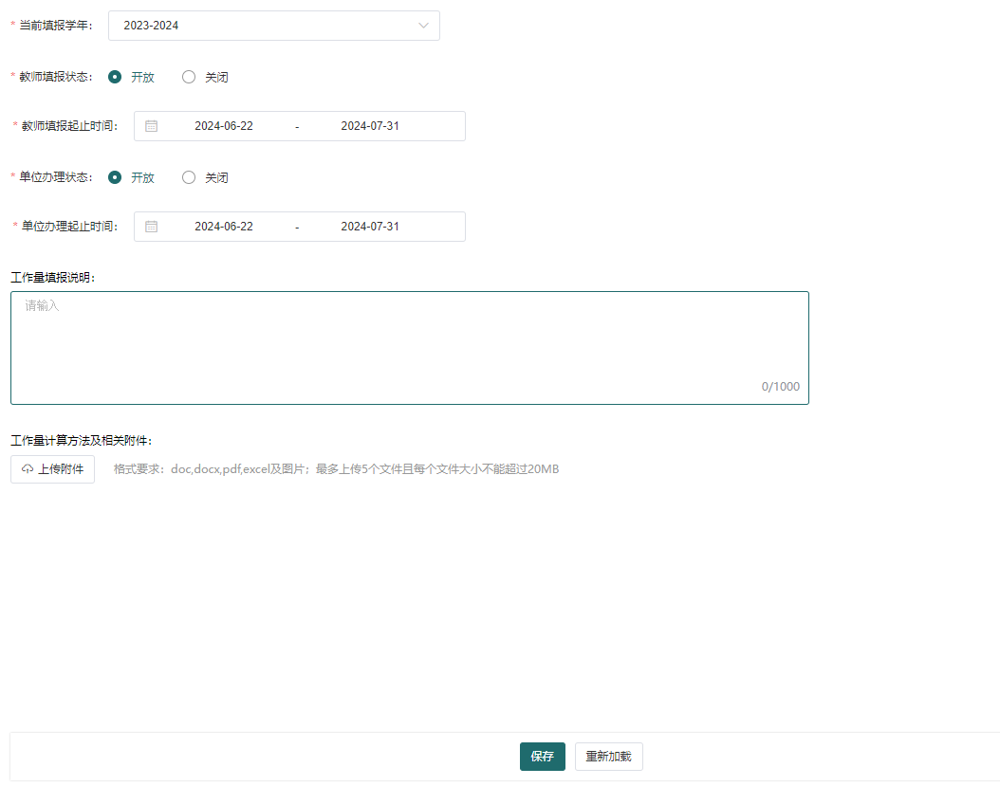 * 当前填报学年: 2023-2024
* 教师填报状态: 开放 关闭
* 教师填报起止时间: 2024-06-22 - 2024-07-31
* 单位办理状态: 开放 关闭
* 单位办理起止时间: 2024-06-22 - 2024-07-31
工作量填报说明:
请输入
0/1000
工作量计算方法及相关附件:
上传附件 格式要求：doc,docx,pdf,excel及图片；最多上传5个文件且每个文件大小不能超过20MB
保存 重新加载